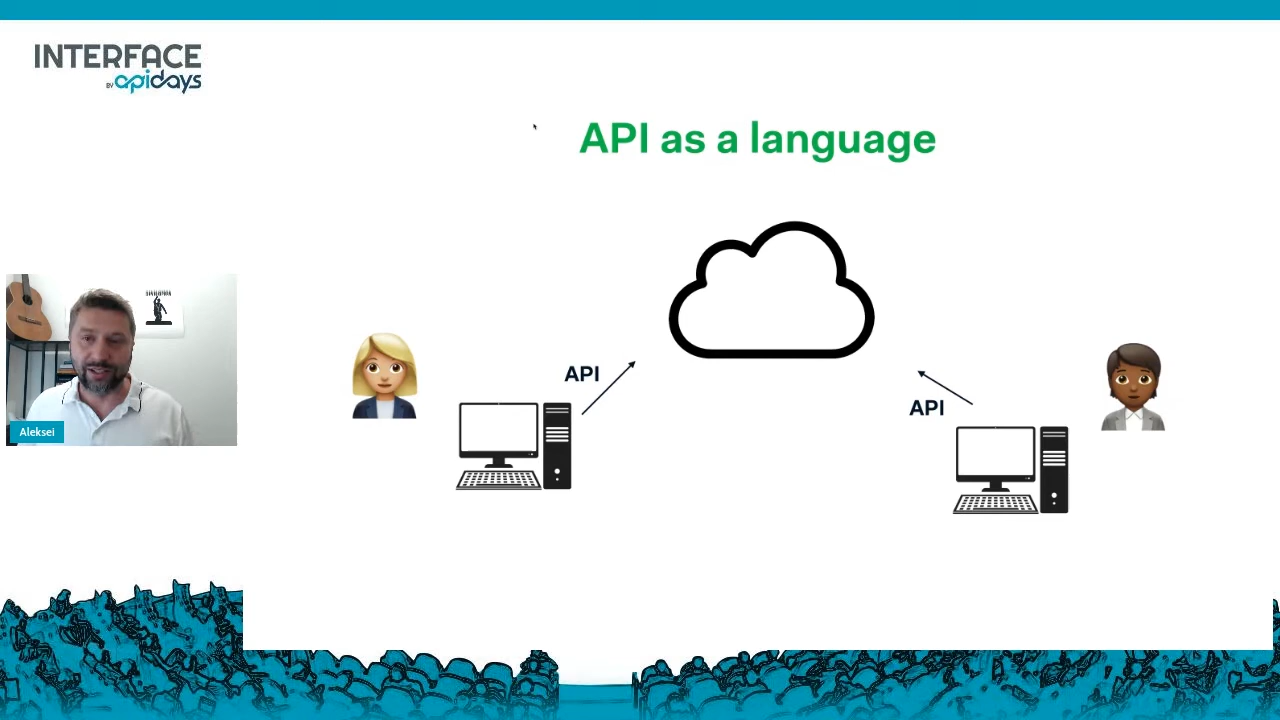 INTERFACE
BY apidays
API as a language
API
API
Aleksei